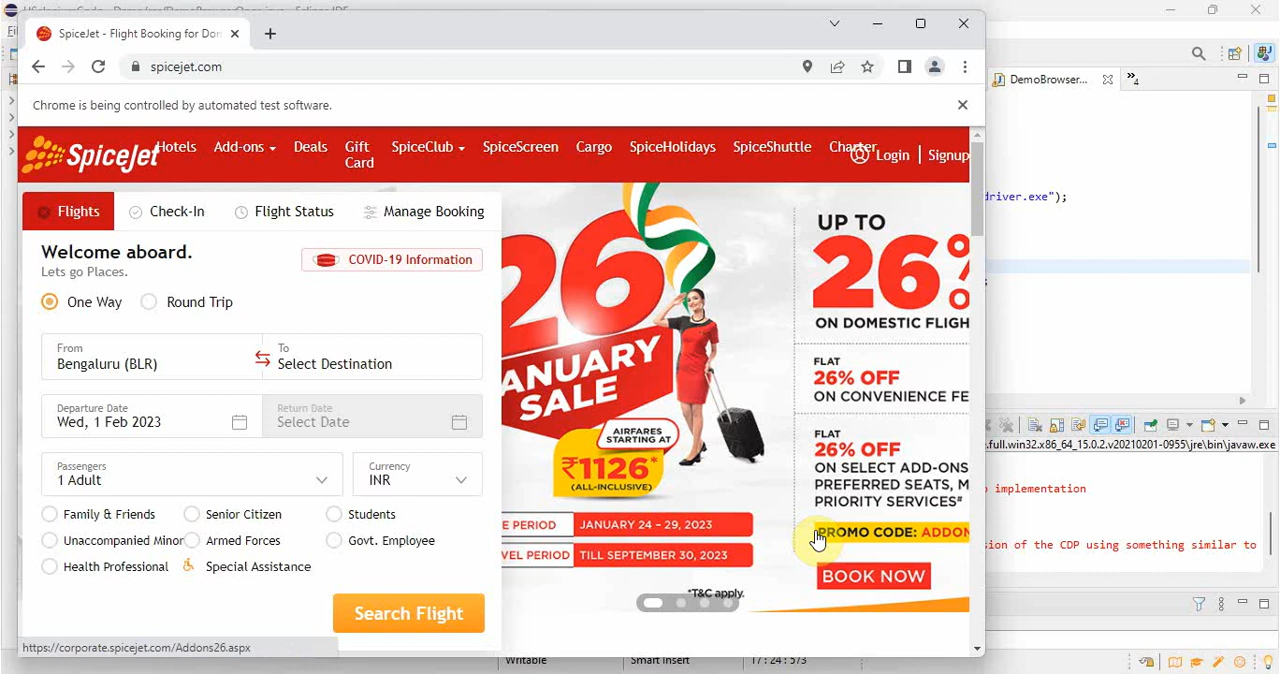 SpiceJet - Flight Booking for Dom
DemoBrowser...
4
spicejet.com
Chrome is being controlled by automated test software.
SpiceJet
Hotels
Add-ons
Deals
Gift Card
SpiceClub
SpiceScreen
Cargo
SpiceHolidays
SpiceShuttle
Charter
Login
Signup
driver.exe");
Flights
Check-In
Flight Status
Manage Booking
Welcome aboard.
Lets go Places.
COVID-19 Information
One Way
Round Trip
From
Bengaluru (BLR)
To
Select Destination
Departure Date
Wed, 1 Feb 2023
Return Date
Select Date
Passengers
1 Adult
Currency
INR
Family & Friends
Senior Citizen
Students
Unaccompanied Minor
Armed Forces
Govt. Employee
Health Professional
Special Assistance
Search Flight
26
ANUARY
SALE
AIRFARES
STARTING AT
₹1126*
(ALL-INCLUSIVE)
E PERIOD
JANUARY 24 – 29, 2023
VEL PERIOD
TILL SEPTEMBER 30, 2023
*T&C apply.
UP TO
26%
ON DOMESTIC FLIGH
FLAT
26% OFF
ON CONVENIENCE FE
FLAT
26% OFF
ON SELECT ADD-ONS
PREFERRED SEATS, M
PRIORITY SERVICES#
PROMO CODE: ADDON
BOOK NOW
.full.win32.x86_64_15.0.2.v20210201-0955\jre\bin\javaw.exe
implementation
sion of the CDP using something similar to
https://corporate.spicejet.com/Addons26.aspx
Writable
Smart Insert
17 : 24 : 573